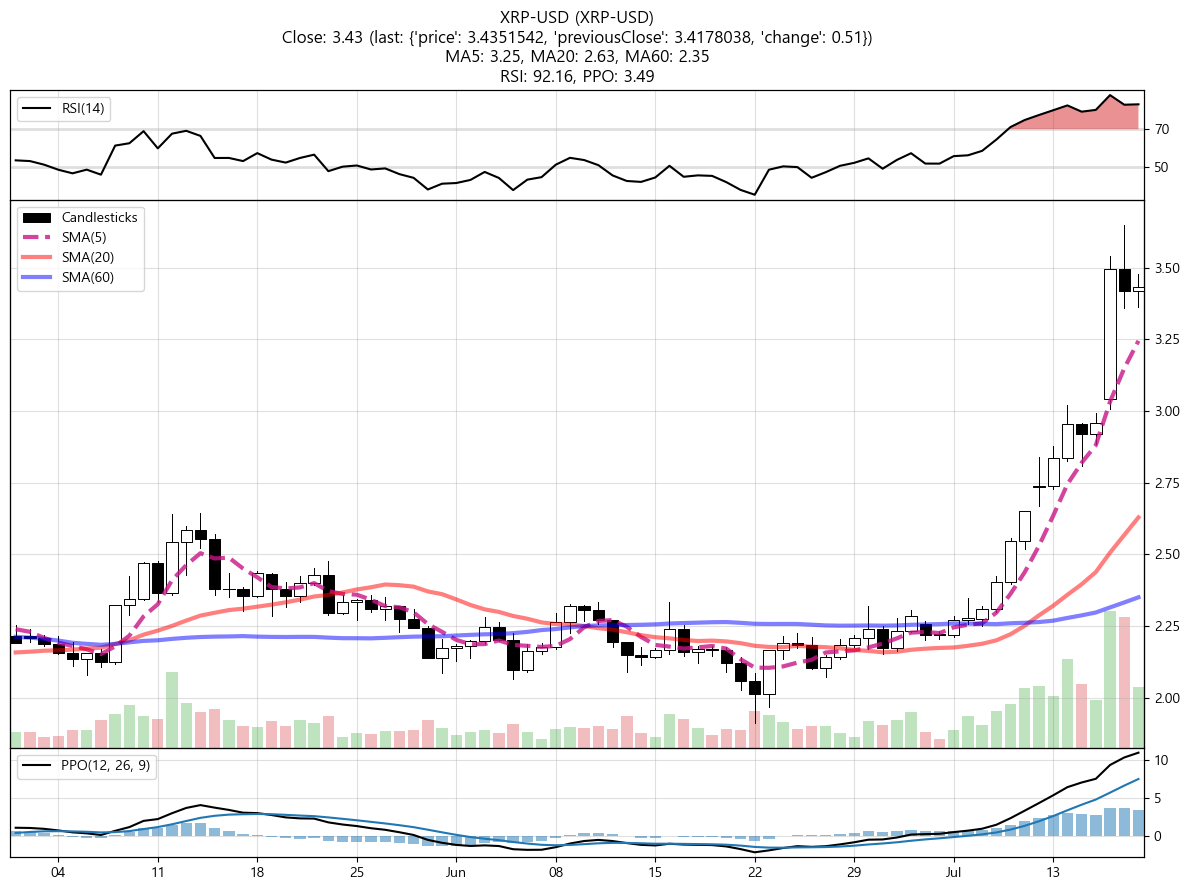 XRP-USD (XRP-USD)
Close: 3.43 (last: {'price': 3.4351542, 'previousClose': 3.4178038, 'change': 0.51})
MA5: 3.25, MA20: 2.63, MA60: 2.35
RSI: 92.16, PPO: 3.49
RSI(14)
70
50
Candlesticks
SMA(5)
SMA(20)
SMA(60)
3.50
3.25
3.00
2.75
2.50
2.25
2.00
PPO(12, 26, 9)
10
5
0
04 11 18 25 Jun 08 15 22 29 Jul 13